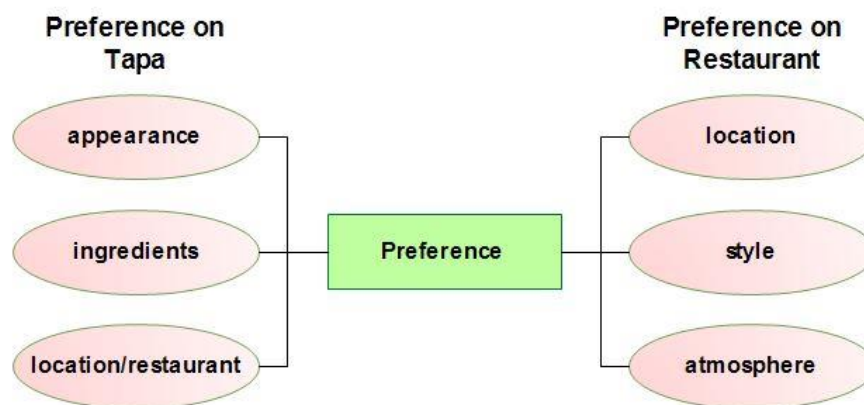 Preference on
Tapa
appearance
ingredients
location/restaurant
Preference
Preference on
Restaurant
location
style
atmosphere